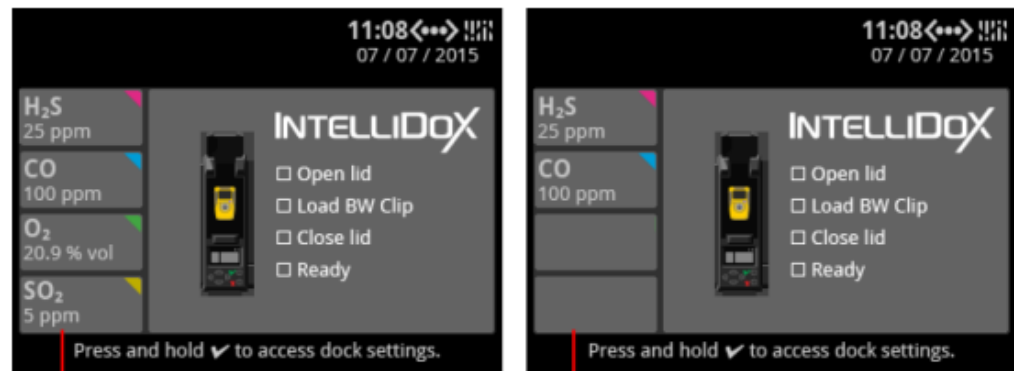 11:08
07 / 07 / 2015
H₂S
25 ppm
CO
100 ppm
O₂
20.9 % vol
SO₂
5 ppm
INTELLIDOX
Open lid
Load BW Clip
Close lid
Ready
Press and hold ✔ to access dock settings.
11:08
07 / 07 / 2015
H₂S
25 ppm
CO
100 ppm
INTELLIDOX
Open lid
Load BW Clip
Close lid
Ready
Press and hold ✔ to access dock settings.